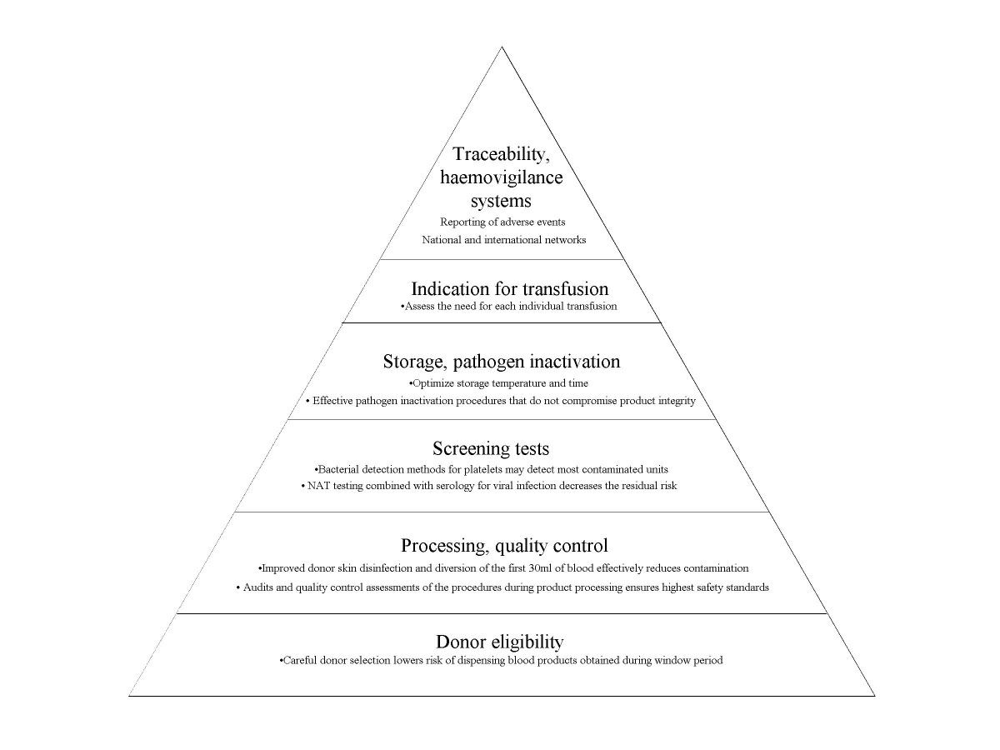 Traceability,
haemovigilance
systems
Reporting of adverse events
National and international networks
Indication for transfusion
•Assess the need for each individual transfusion
Storage, pathogen inactivation
•Optimize storage temperature and time
• Effective pathogen inactivation procedures that do not compromise product integrity
Screening tests
•Bacterial detection methods for platelets may detect most contaminated units
• NAT testing combined with serology for viral infection decreases the residual risk
Processing, quality control
•Improved donor skin disinfection and diversion of the first 30ml of blood effectively reduces contamination
• Audits and quality control assessments of the procedures during product processing ensures highest safety standards
Donor eligibility
•Careful donor selection lowers risk of dispensing blood products obtained during window period